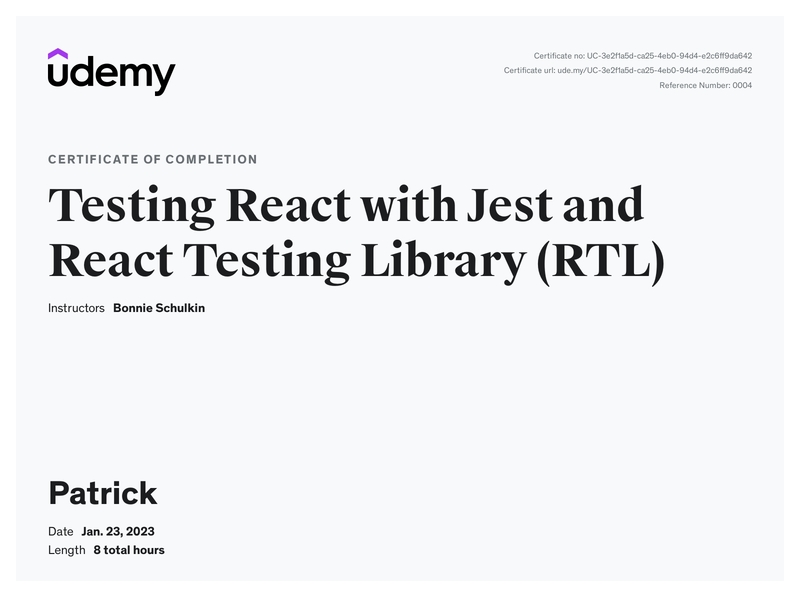 udemy
Certificate no: UC-3e2f1a5d-ca25-4eb0-94d4-e2c6ff9da642
Certificate url: ude.my/UC-3e2f1a5d-ca25-4eb0-94d4-e2c6ff9da642
Reference Number: 0004
CERTIFICATE OF COMPLETION
Testing React with Jest and
React Testing Library (RTL)
Instructors Bonnie Schulkin
Patrick
Date Jan. 23, 2023
Length 8 total hours